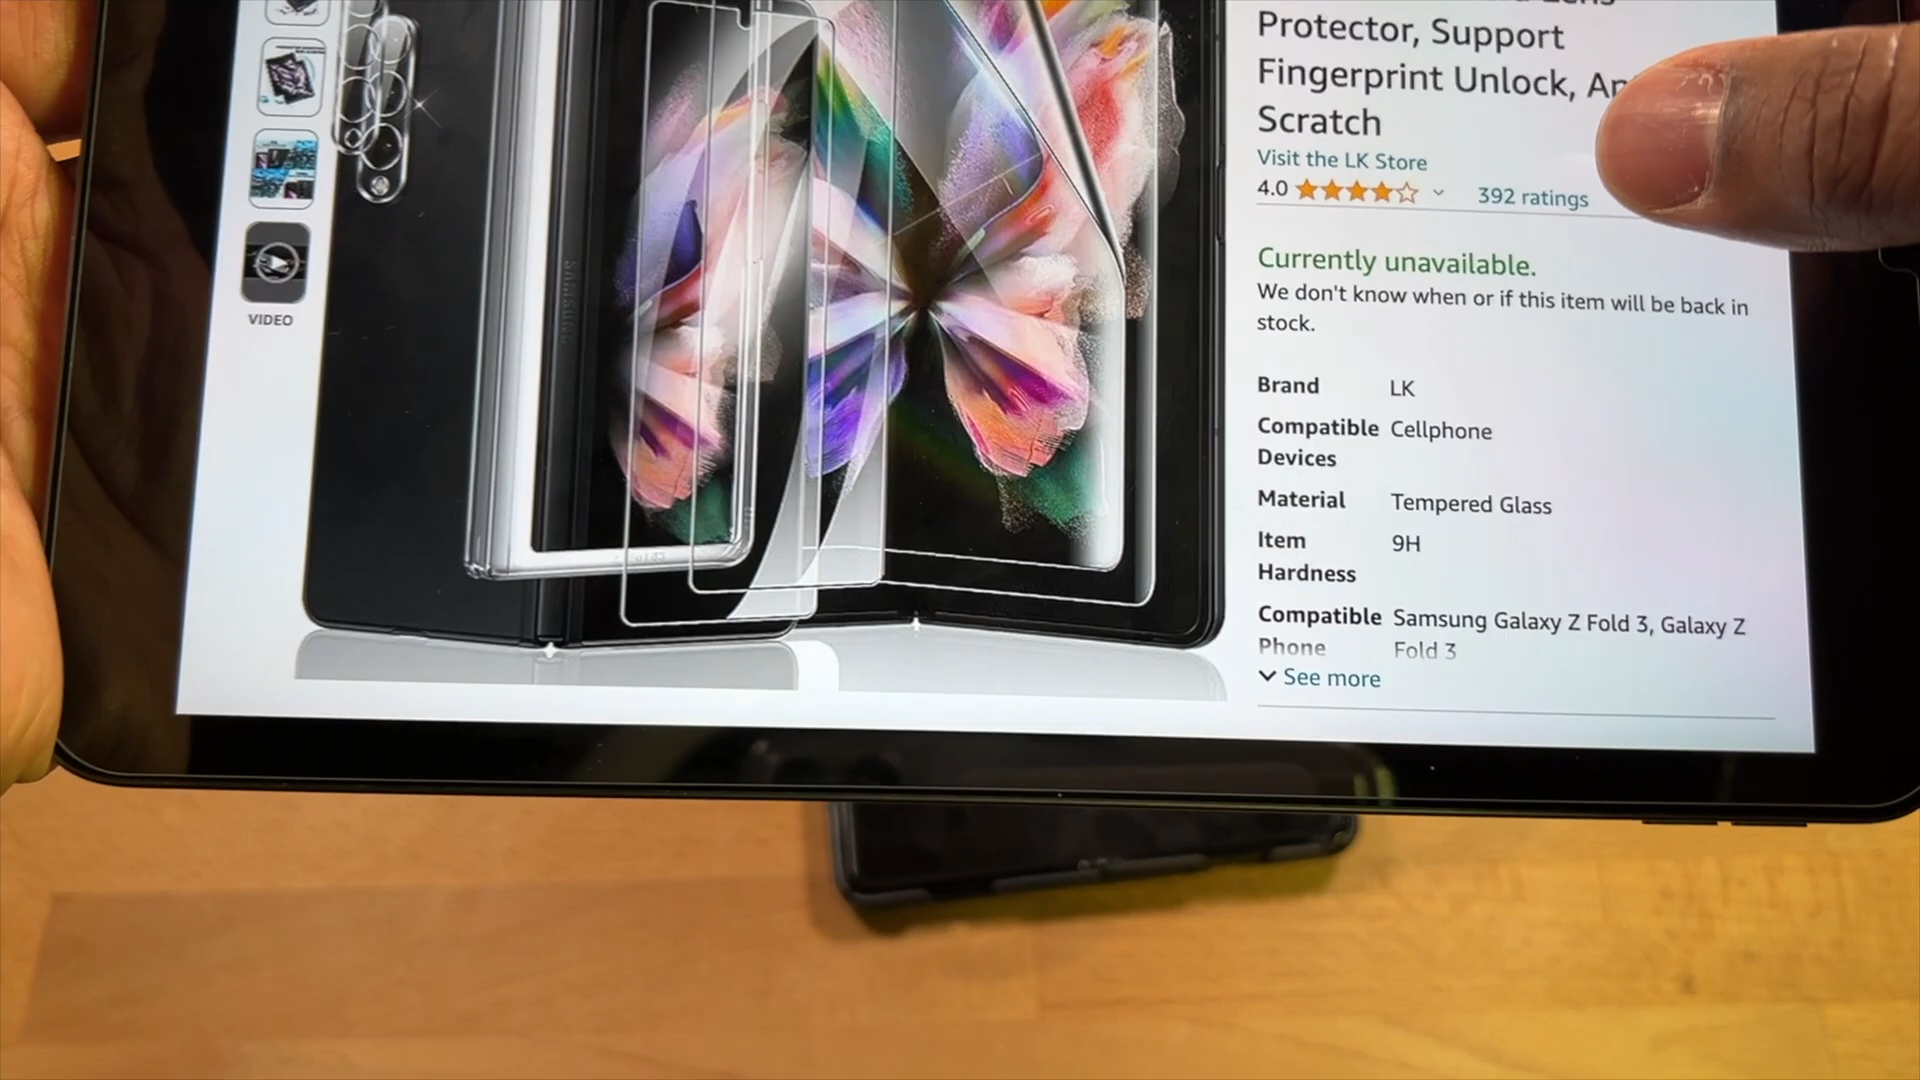 Protector, Support
Fingerprint Unlock,
Scratch
Visit the LK Store
4.0 392 ratings
Currently unavailable.
We don't know when or if this item will be back in
stock.
VIDEO
SAMSUNG
Brand LK
Compatible Cellphone
Devices
Material Tempered Glass
Item 9H
Hardness
Compatible Samsung Galaxy Z Fold 3, Galaxy Z
Phone Fold 3
See more